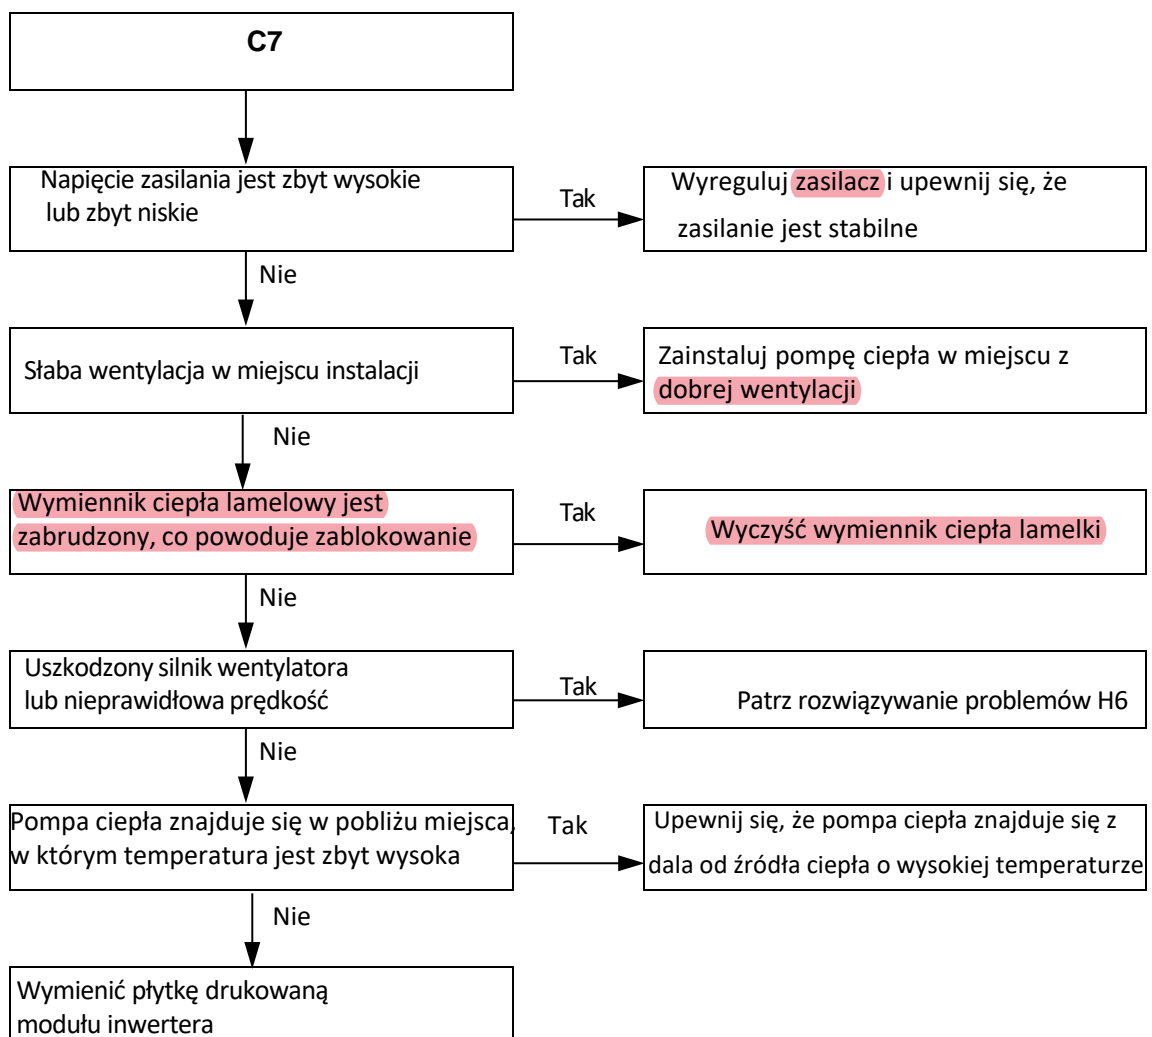 C7
Napięcie zasilania jest zbyt wysokie
lub zbyt niskie
Tak
Wyreguluj zasilacz i upewnij się, że
zasilanie jest stabilne
Nie
Słaba wentylacja w miejscu instalacji
Tak
Zainstaluj pompę ciepła w miejscu z
dobrej wentylacji
Nie
Wymiennik ciepła lamelowy jest
zabrudzony, co powoduje zablokowanie
Tak
Wyczyść wymiennik ciepła lamelki
Nie
Uszkodzony silnik wentylatora
lub nieprawidłowa prędkość
Tak
Patrz rozwiązywanie problemów H6
Nie
Pompa ciepła znajduje się w pobliżu miejsca,
w którym temperatura jest zbyt wysoka
Tak
Upewnij się, że pompa ciepła znajduje się z
dala od źródła ciepła o wysokiej temperaturze
Nie
Wymienić płytkę drukowaną
modułu inwertera